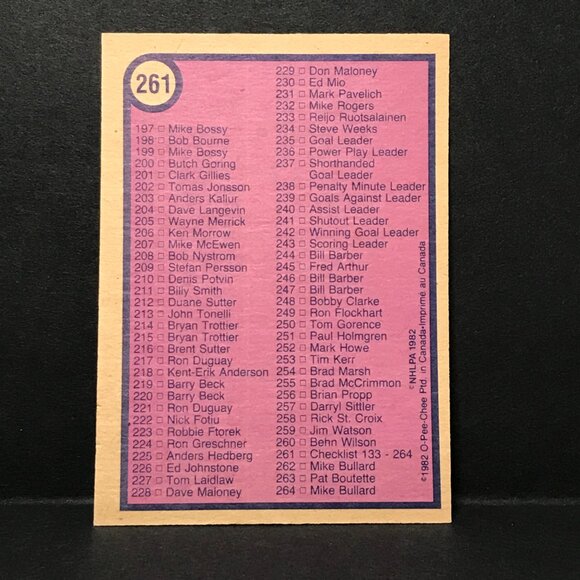 261
197 □ Mike Bossy
198 □ Bob Bourne
199 □ Mike Bossy
200 □ Butch Goring
201 □ Clark Gillies
202 □ Tomas Jonsson
203 □ Anders Kallur
204 □ Dave Langevin
205 □ Wayne Merrick
206 □ Ken Morrow
207 □ Mike McEwen
208 □ Bob Nystrom
209 □ Stefan Persson
210 □ Denis Potvin
211 □ Billy Smith
212 □ Duane Sutter
213 □ John Tonelli
214 □ Bryan Trottier
215 □ Bryan Trottier
216 □ Brent Sutter
217 □ Ron Duguay
218 □ Kent-Erik Anderson
219 □ Barry Beck
220 □ Barry Beck
221 □ Ron Duguay
222 □ Nick Fotiu
223 □ Robbie Ftorek
224 □ Ron Greschner
225 □ Anders Hedberg
226 □ Ed Johnstone
227 □ Tom Laidlaw
228 □ Dave Maloney
229 □ Don Maloney
230 □ Ed Mio
231 □ Mark Pavelich
232 □ Mike Rogers
233 □ Reijo Ruotsalainen
234 □ Steve Weeks
235 □ Goal Leader
236 □ Power Play Leader
237 □ Shorthanded
Goal Leader
238 □ Penalty Minute Leader
239 □ Goals Against Leader
240 □ Assist Leader
241 □ Shutout Leader
242 □ Winning Goal Leader
243 □ Scoring Leader
244 □ Bill Barber
245 □ Fred Arthur
246 □ Bill Barber
247 □ Bill Barber
248 □ Bobby Clarke
249 □ Ron Flockhart
250 □ Tom Gorence
251 □ Paul Holmgren
252 □ Mark Howe
253 □ Tim Kerr
254 □ Brad Marsh
255 □ Brad McCrimmon
256 □ Brian Propp
257 □ Darryl Sittler
258 □ Rick St. Croix
259 □ Jim Watson
260 □ Behn Wilson
261 □ Checklist 133 - 264
262 □ Mike Bullard
263 □ Pat Boutette
264 □ Mike Bullard
©NHLPA 1982
©1982 O-Pee-Chee Ptd. in Canada-Imprimé au Canada